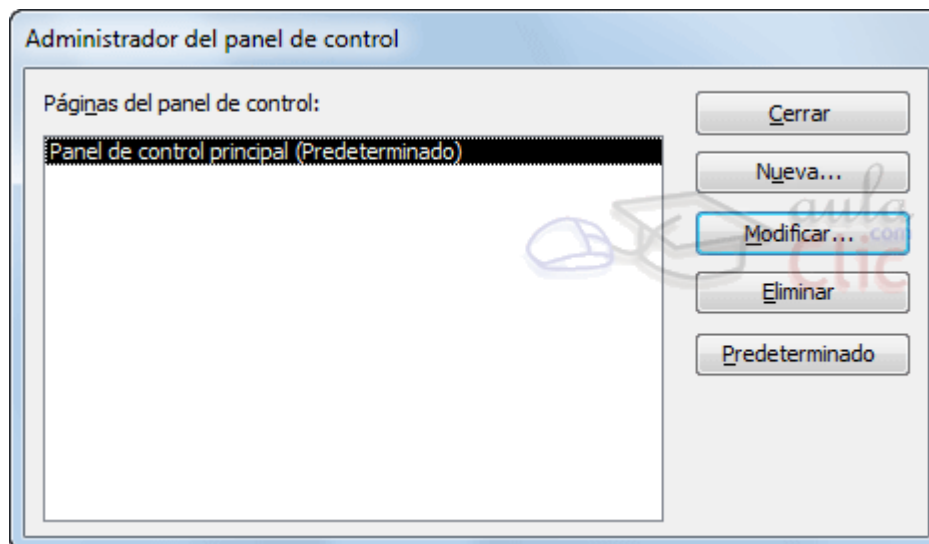 Administrador del panel de control
Páginas del panel de control:
Panel de control principal (Predeterminado)
Cerrar
Nueva...
Modificar...
Eliminar
Predeterminado
aula
.com
Clic